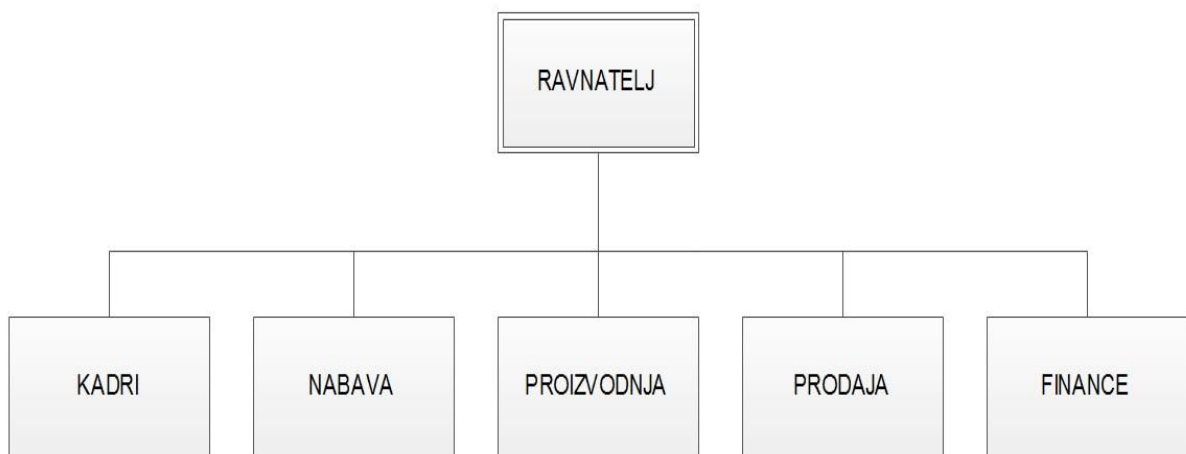 RAVNATELJ
KADRI
NABAVA
PROIZVODNJA
PRODAJA
FINANCE